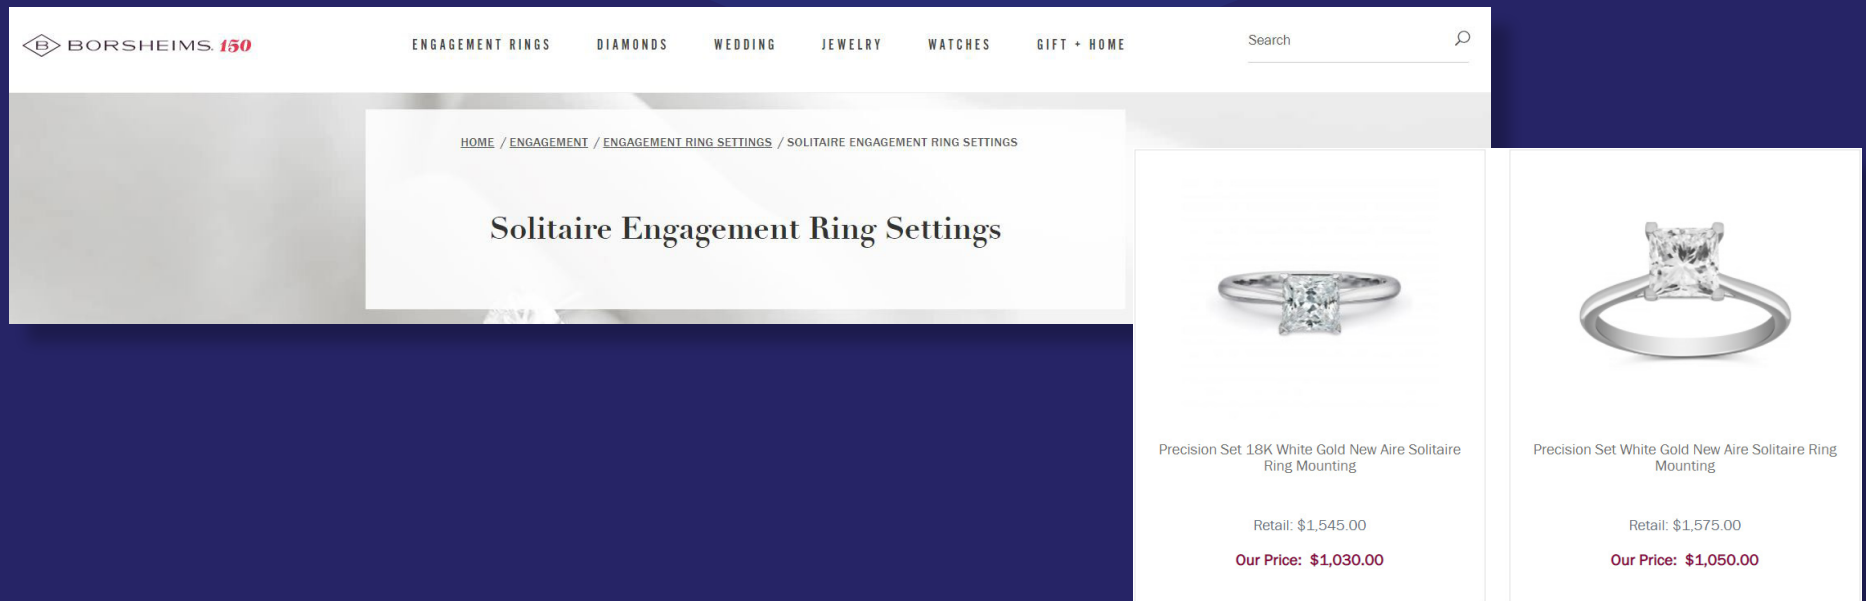 B BORSHEIMS. 150
ENGAGEMENT RINGS
DIAMONDS
WEDDING
JEWELRY
WATCHES
GIFT + HOME
Search
HOME / ENGAGEMENT / ENGAGEMENT RING SETTINGS / SOLITAIRE ENGAGEMENT RING SETTINGS
Solitaire Engagement Ring Settings
Precision Set 18K White Gold New Aire Solitaire
Ring Mounting
Retail: $1,545.00
Our Price: $1,030.00
Precision Set White Gold New Aire Solitaire Ring
Mounting
Retail: $1,575.00
Our Price: $1,050.00